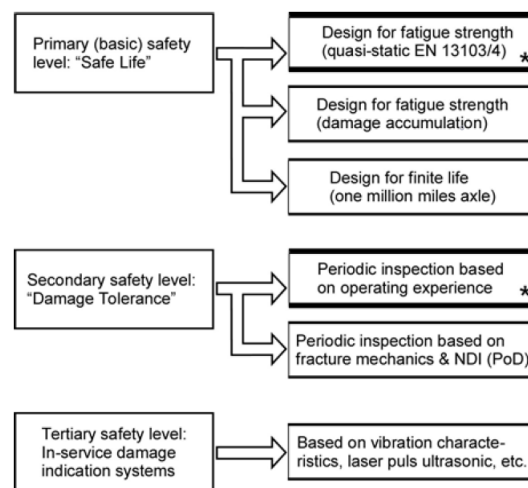 Primary (basic) safety
level: “Safe Life”
Design for fatigue strength
(quasi-static EN 13103/4)
*
Design for fatigue strength
(damage accumulation)
Design for finite life
(one million miles axle)
Secondary safety level:
“Damage Tolerance”
Periodic inspection based
on operating experience
*
Periodic inspection based on
fracture mechanics & NDI (PoD)
Tertiary safety level:
In-service damage
indication systems
Based on vibration characte-
ristics, laser puls ultrasonic, etc.